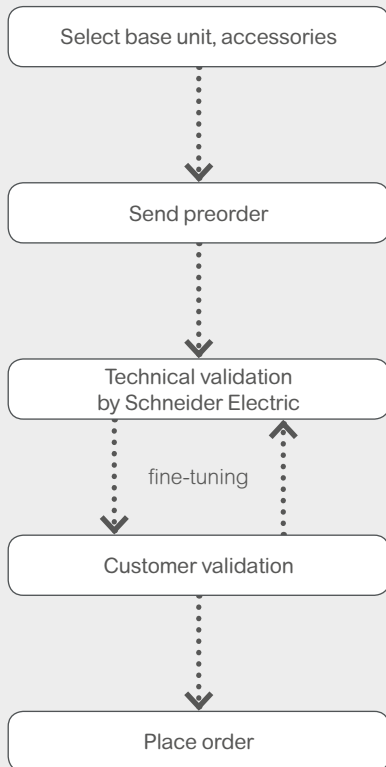 Select base unit, accessories
Send preorder
Technical validation
by Schneider Electric
fine-tuning
Customer validation
Place order